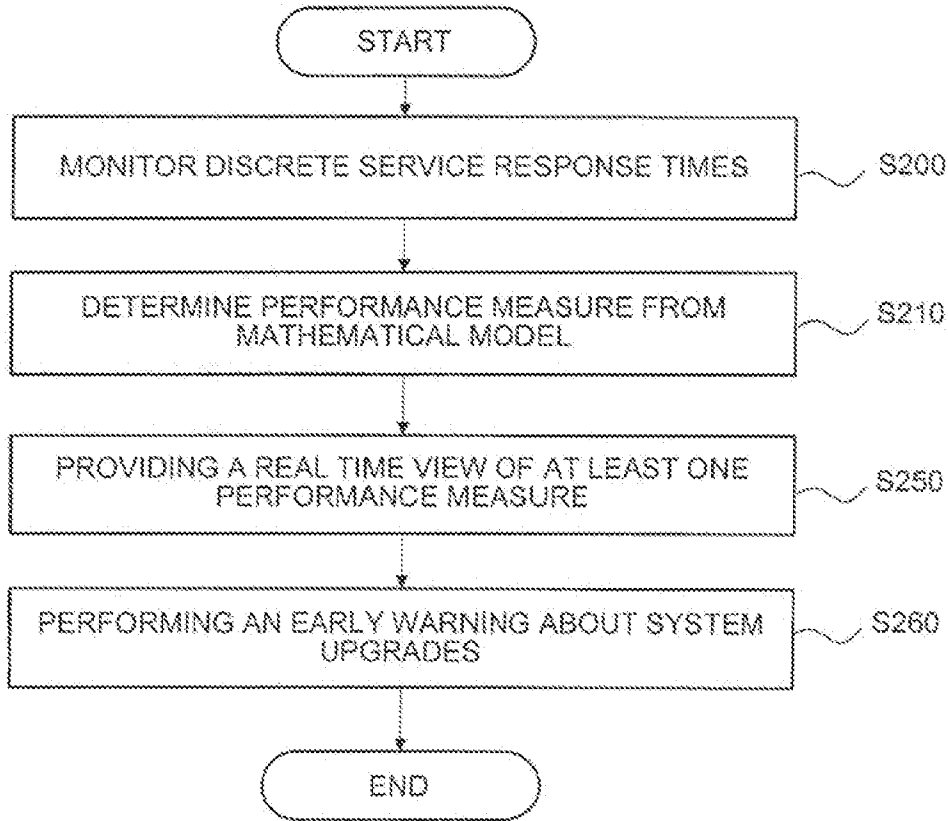 START
MONITOR DISCRETE SERVICE RESPONSE TIMES
S200
DETERMINE PERFORMANCE MEASURE FROM
MATHEMATICAL MODEL
S210
PROVIDING A REAL TIME VIEW OF AT LEAST ONE
PERFORMANCE MEASURE
S250
PERFORMING AN EARLY WARNING ABOUT SYSTEM
UPGRADES
S260
END